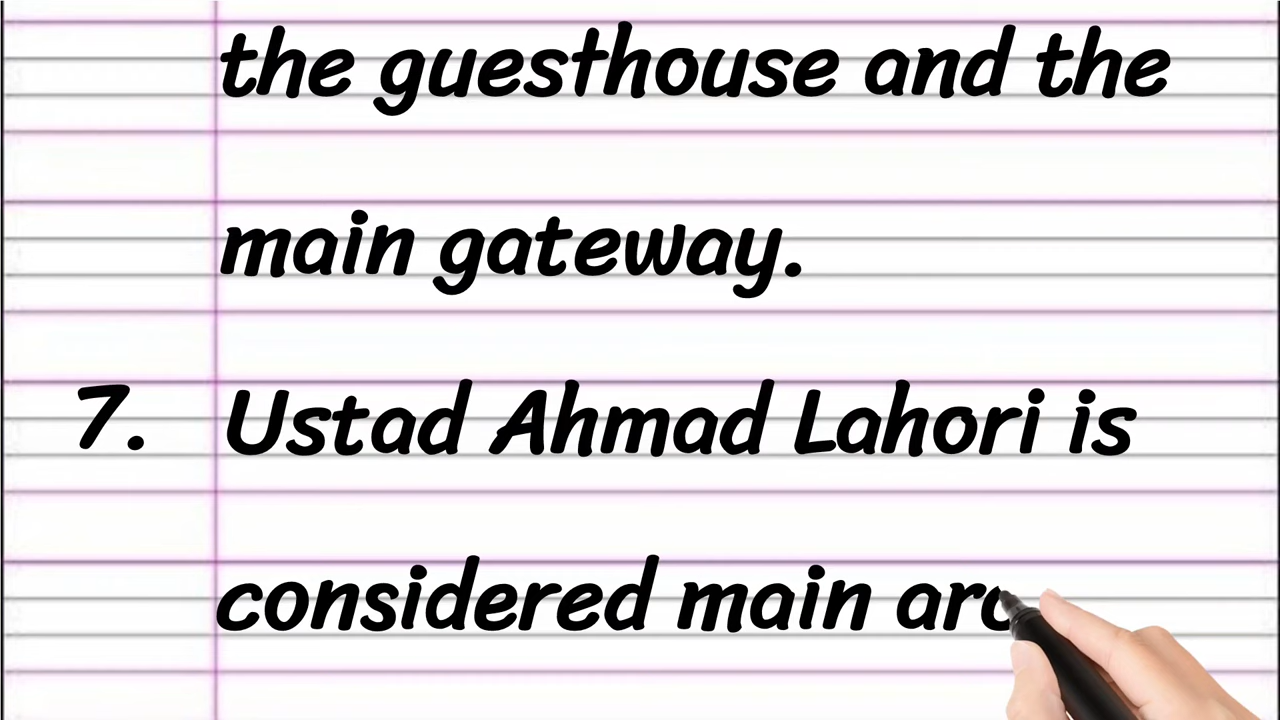 the guesthouse and the
main gateway.
7. Ustad Ahmad Lahori is
considered main